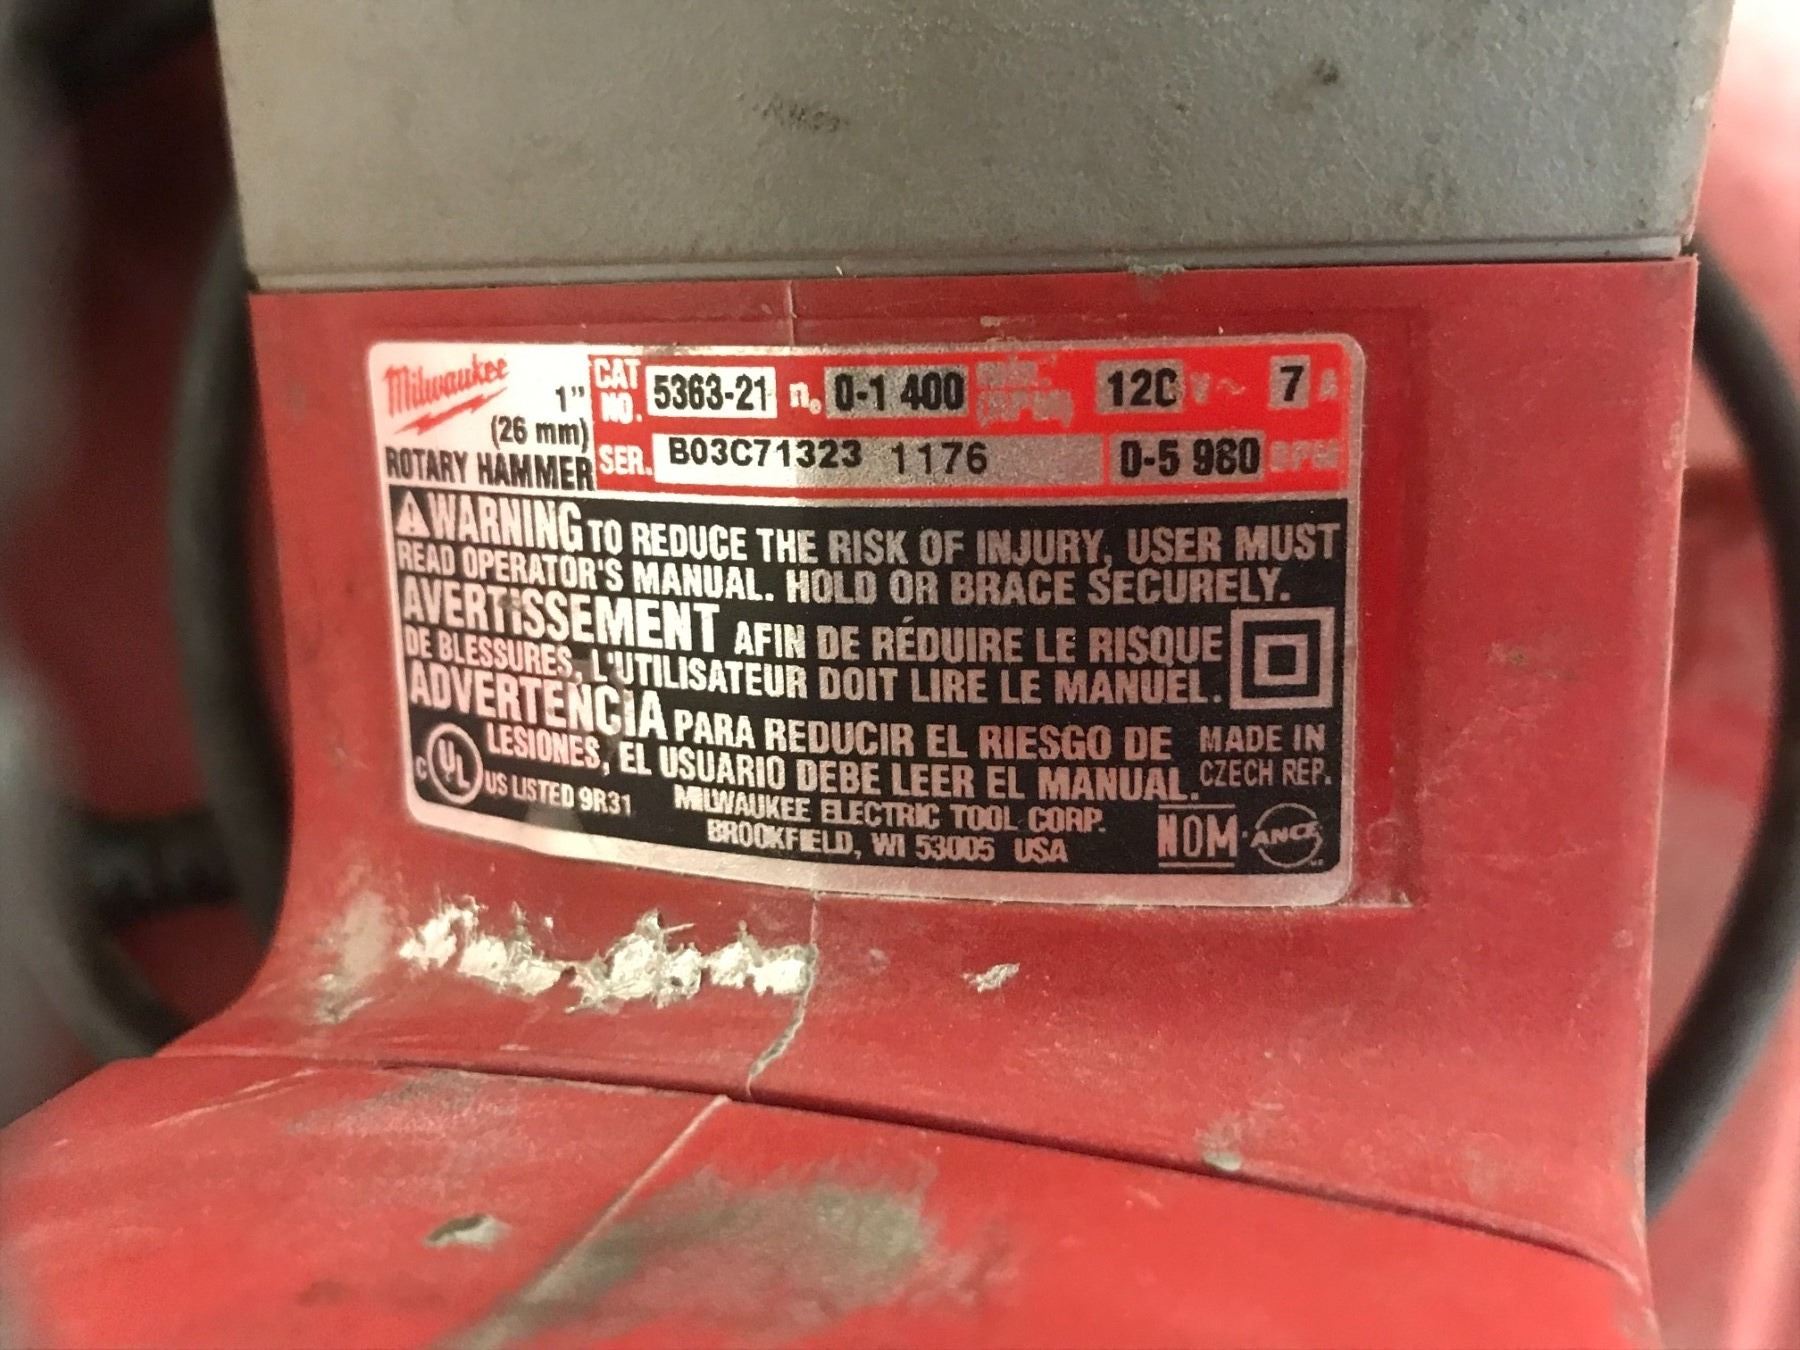 Milwaukee
1"
(26 mm)
ROTARY HAMMER
CAT NO. 5363-21 n₀ 0-1 400 120 V ~ 7 A
SER. B03C71323 1176 0-5 980 BPM
WARNING TO REDUCE THE RISK OF INJURY, USER MUST
READ OPERATOR'S MANUAL. HOLD OR BRACE SECURELY.
AVERTISSEMENT AFIN DE RÉDUIRE LE RISQUE
DE BLESSURES, L'UTILISATEUR DOIT LIRE LE MANUEL.
ADVERTENCIA PARA REDUCIR EL RIESGO DE
LESIONES, EL USUARIO DEBE LEER EL MANUAL.
MADE IN
CZECH REP.
C UL US LISTED 9R31
MILWAUKEE ELECTRIC TOOL CORP.
BROOKFIELD, WI 53005 USA
NOM ANCE